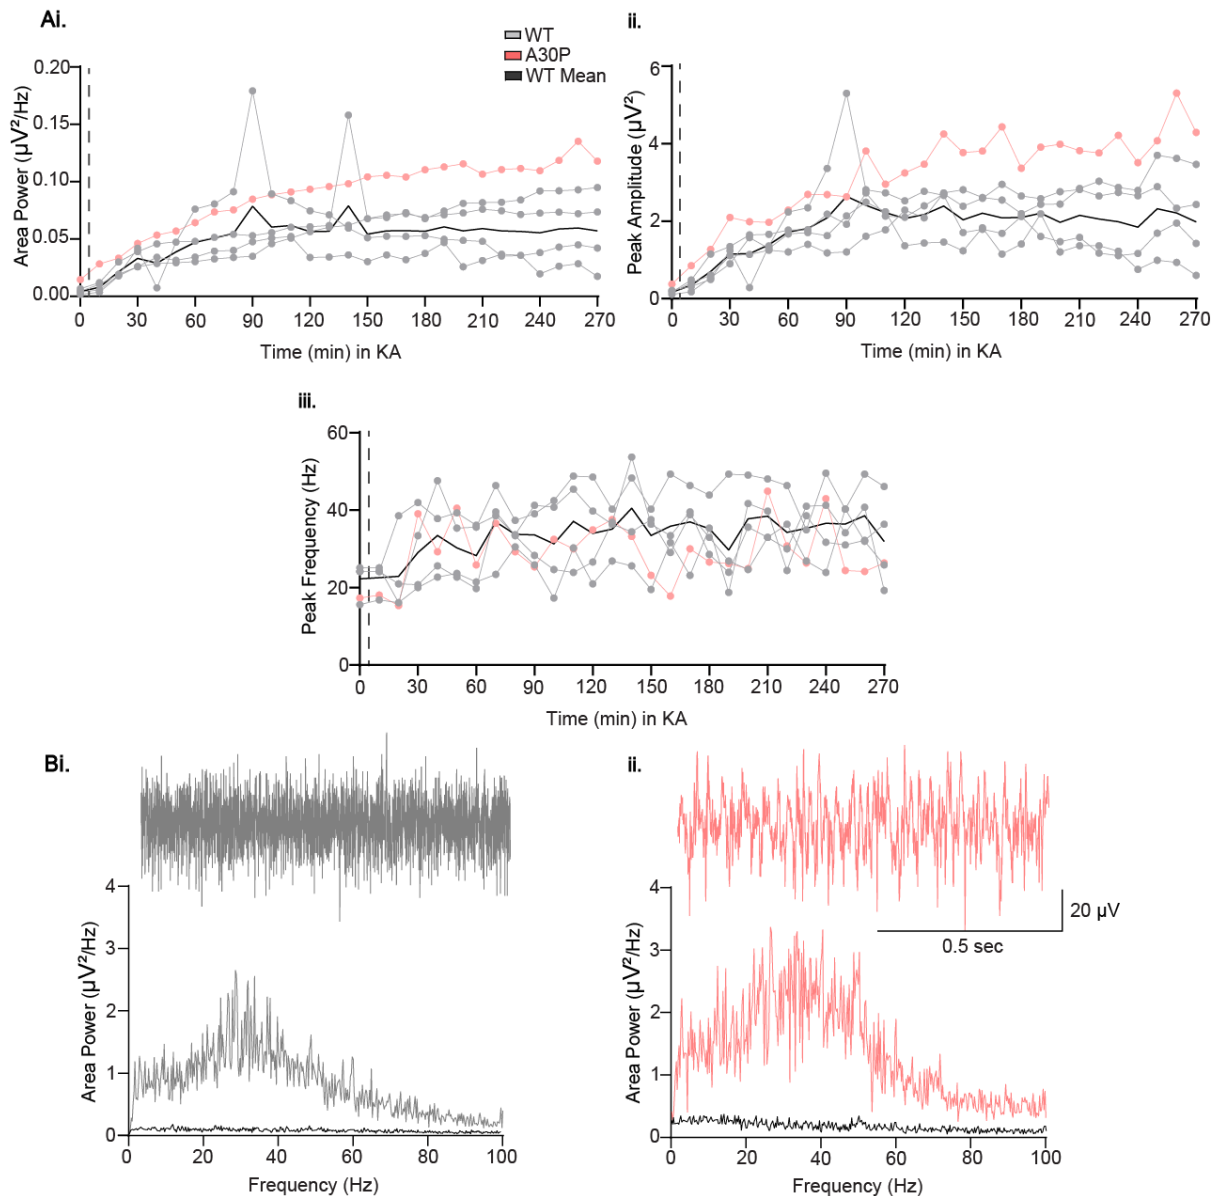 Ai.
WT
A30P
WT Mean
Area Power (µV²/Hz)
0.20
0.15
0.10
0.05
0.00
0 30 60 90 120 150 180 210 240 270
Time (min) in KA
ii.
Peak Amplitude (µV²)
6
4
2
0
0 30 60 90 120 150 180 210 240 270
Time (min) in KA
iii.
Peak Frequency (Hz)
60
40
20
0
0 30 60 90 120 150 180 210 240 270
Time (min) in KA
Bi.
Area Power (µV²/Hz)
4
3
2
1
0
0 20 40 60 80 100
Frequency (Hz)
ii.
20 µV
0.5 sec
Area Power (µV²/Hz)
4
3
2
1
0
0 20 40 60 80 100
Frequency (Hz)